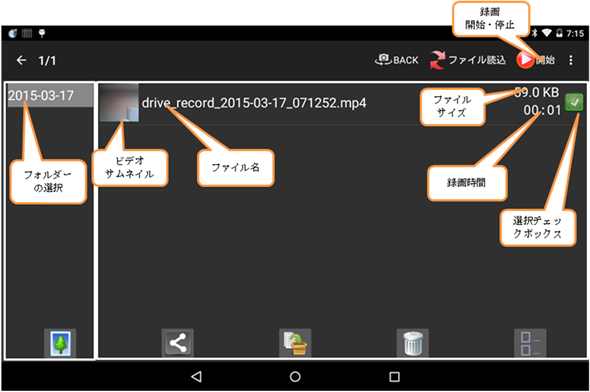 録画
開始・停止
7:15
1/1
BACK
ファイル読込
開始
2015-03-17
drive_record_2015-03-17_071252.mp4
59.0 KB
00:01
ファイル
サイズ
フォルダー
の選択
ビデオ
サムネイル
ファイル名
録画時間
選択チェッ
クボックス